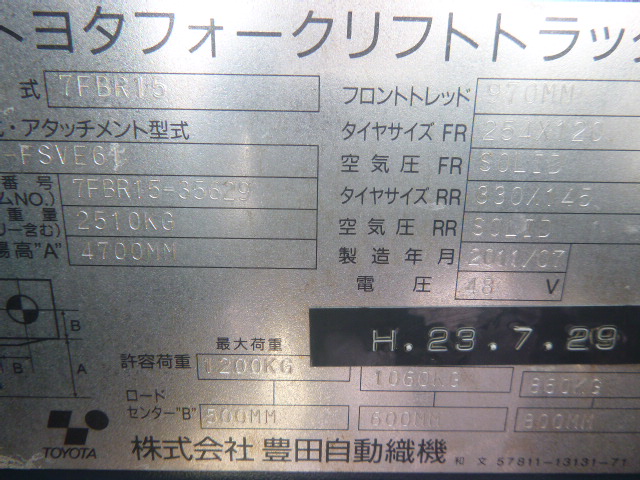 トヨタフォークリフトトラック
式 7FBR15
フロントトレッド 970MM
アタッチメント型式
タイヤサイズ FR 254X120
FSVE61
空気圧 FR SOLID
番号
ムNO.) 7FBR15-35629
タイヤサイズ RR 330X145
重量
リー含む) 2510KG
空気圧 RR SOLID
揚高"A" 4700MM
製造年月 2011/07
電圧 48 V
H.23.7.29
最大荷重
許容荷重 1200KG 1060KG 860KG
ロード
センター"B" 500MM 600MM 800MM
B
B A
TOYOTA
株式会社 豊田自動織機 和文 57811-13131-71